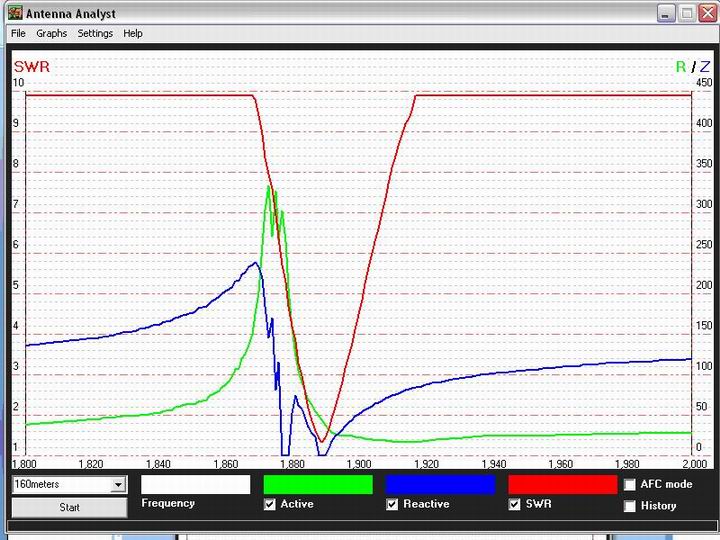 Antenna Analyst
File Graphs Settings Help
SWR R / Z
10 450
9 400
8 350
7 300
6 250
5 200
4 150
3 100
2 50
1 0
1,800 1,820 1,840 1,860 1,880 1,900 1,920 1,940 1,960 1,980 2,000
160meters AFC mode
Start Frequency Active Reactive SWR History